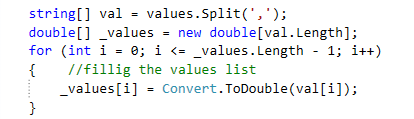 string[] val = values.Split(',');
double[] _values = new double[val.Length];
for (int i = 0; i <= _values.Length - 1; i++)
{    //fillig the values list
    _values[i] = Convert.ToDouble(val[i]);
}